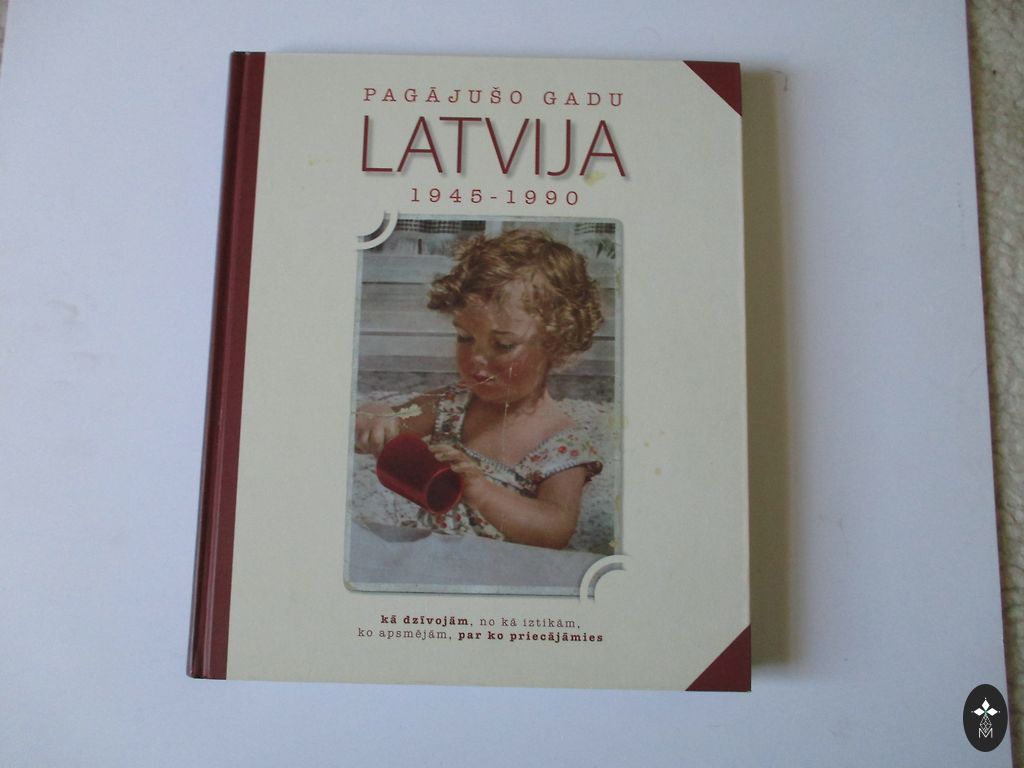 PAGĀJUŠO GADU
LATVIJA
1945-1990
kā dzīvojām, no kā iztikām,
ko apsmējām, par ko priecājāmies
M